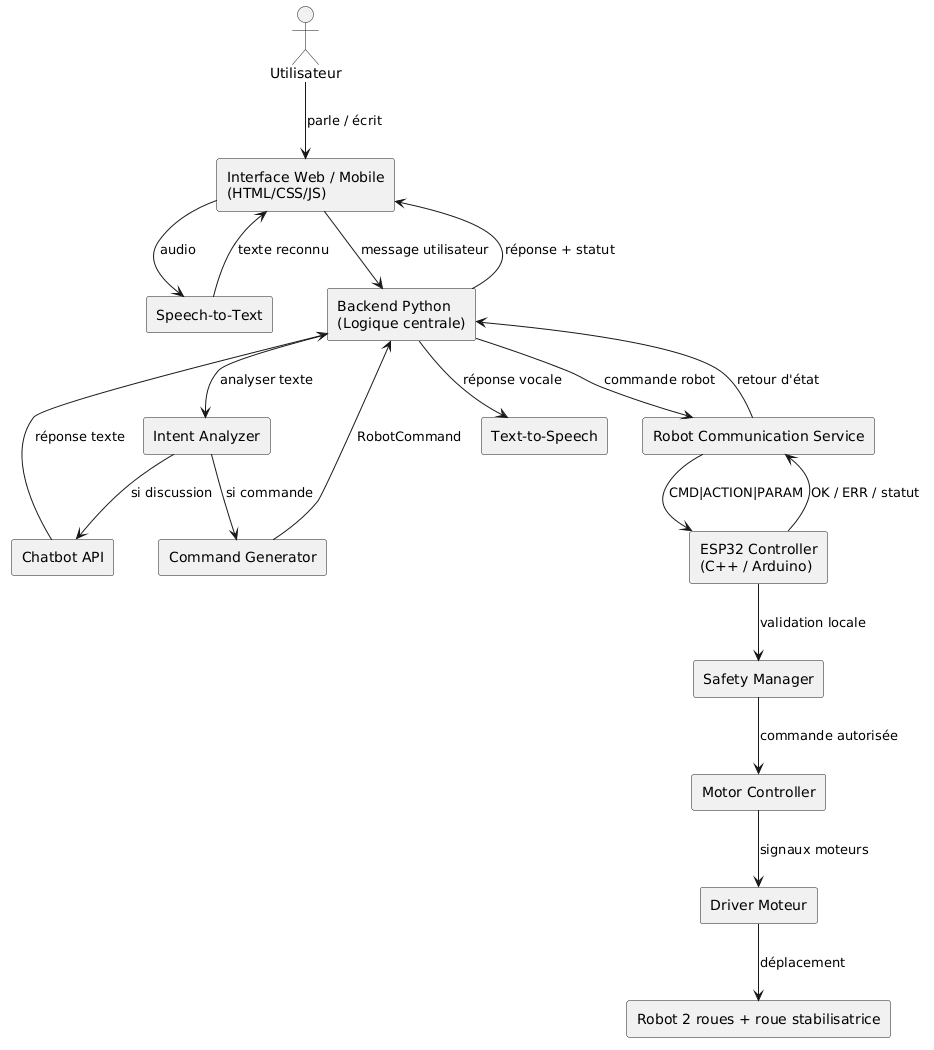 Utilisateur
parle / écrit
Interface Web / Mobile
(HTML/CSS/JS)
audio
texte reconnu
message utilisateur
réponse + statut
Speech-to-Text
Backend Python
(Logique centrale)
analyser texte
réponse vocale
commande robot
retour d'état
réponse texte
Intent Analyzer
RobotCommand
Text-to-Speech
Robot Communication Service
si discussion
si commande
CMD|ACTION|PARAM
OK / ERR / statut
Chatbot API
Command Generator
ESP32 Controller
(C++ / Arduino)
validation locale
Safety Manager
commande autorisée
Motor Controller
signaux moteurs
Driver Moteur
déplacement
Robot 2 roues + roue stabilisatrice